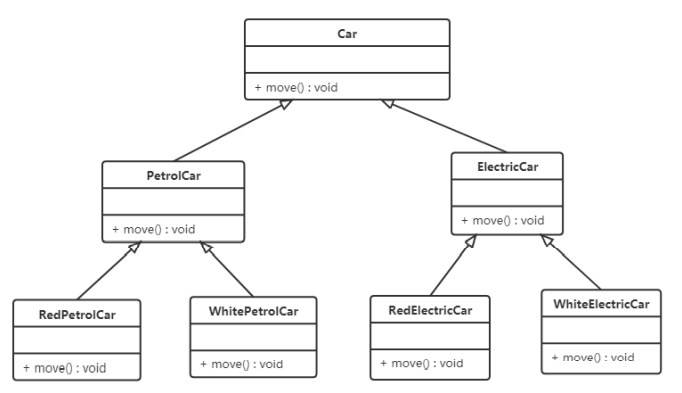 Car
+ move() : void
PetrolCar
+ move() : void
ElectricCar
+ move() : void
RedPetrolCar
+ move() : void
WhitePetrolCar
+ move() : void
RedElectricCar
+ move() : void
WhiteElectricCar
+ move() : void